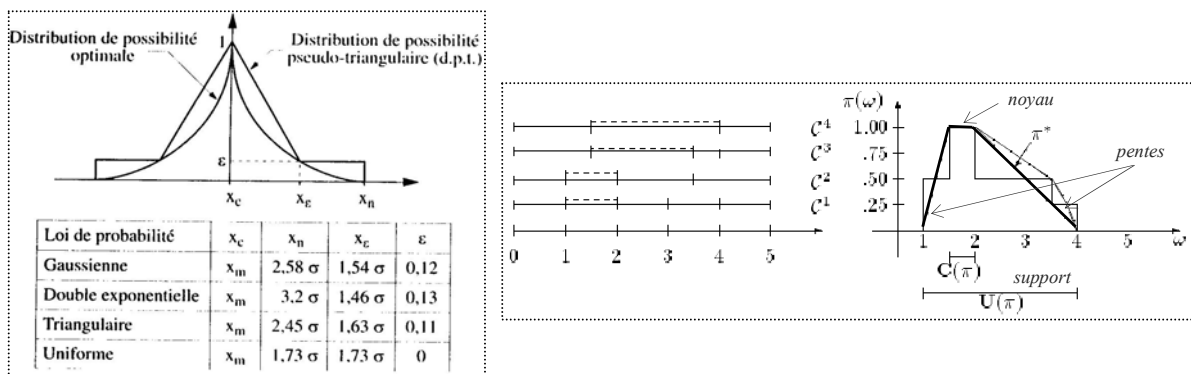 Distribution de possibilité
optimale
1
Distribution de possibilité
pseudo-triangulaire (d.p.t.)
ε
x_c x_ε x_n
Loi de probabilité x_c x_n x_ε ε
Gaussienne x_m 2,58 σ 1,54 σ 0,12
Double exponentielle x_m 3,2 σ 1,46 σ 0,13
Triangulaire x_m 2,45 σ 1,63 σ 0,11
Uniforme x_m 1,73 σ 1,73 σ 0
C⁴
C³
C²
C¹
0 1 2 3 4 5
π(ω)
noyau
1.00
π*
.75
pentes
.50
.25
1 2 3 4 5 ω
C(π)
support
U(π)